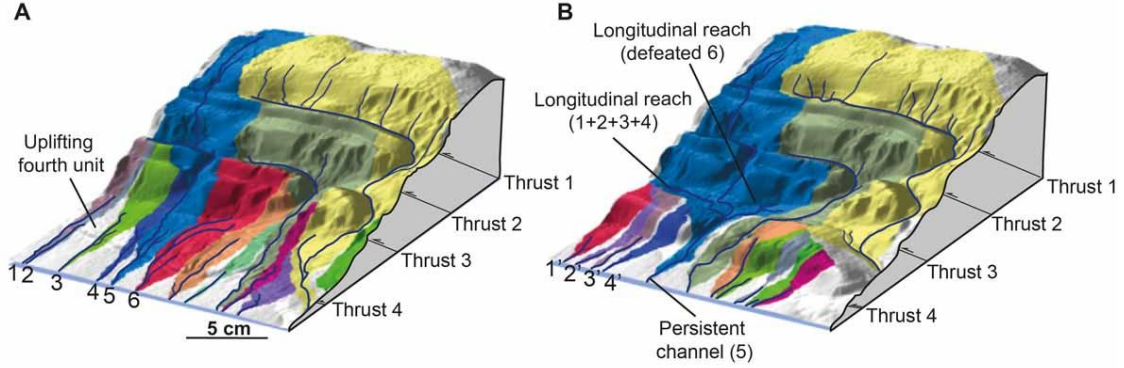 A
Uplifting
fourth unit
12
3
4
5
6
5 cm
Thrust 1
Thrust 2
Thrust 3
Thrust 4
B
Longitudinal reach
(defeated 6)
Longitudinal reach
(1+2+3+4)
1'
2'
3'
4'
Persistent
channel (5)
Thrust 1
Thrust 2
Thrust 3
Thrust 4